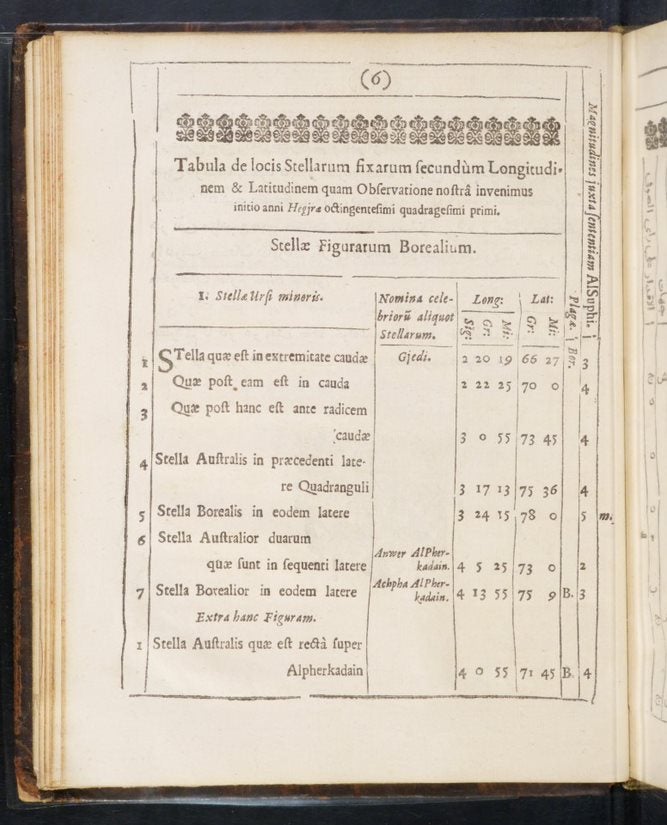 (6)
Tabula de locis Stellarum fixarum ſecundùm Longitudi-
nem & Latitudinem quam Obſervatione noſtrâ invenimus
initio anni Hegjræ octingenteſimi quadrageſimi primi.
Stellæ Figurarum Borealium.
Magnitudines juxta ſententiam AlSuphi.
1. Stellæ Urſi minoris. Nomina cele- Long: Lat: Plaga.
briorũ aliquot Sig: Gr: Mi: Gr: Mi:
Stellarum.
1 STella quæ eſt in extremitate caudæ Gjedi. 2 20 19 66 27 Bor. 3
2 Quæ poſt eam eſt in cauda 2 22 25 70 0 4
3 Quæ poſt hanc eſt ante radicem
caudæ 3 0 55 73 45 4
4 Stella Auſtralis in præcedenti late-
re Quadranguli 3 17 13 75 36 4
5 Stella Borealis in eodem latere 3 24 15 78 0 5 m.
6 Stella Auſtralior duarum
quæ ſunt in ſequenti latere Anwer AlPher-kadain. 4 5 25 73 0 2
7 Stella Borealior in eodem latere Achpha AlPher-kadain. 4 13 55 75 9 B. 3
Extra hanc Figuram.
1 Stella Auſtralis quæ eſt rectâ ſuper
Alpherkadain 4 0 55 71 45 B. 4